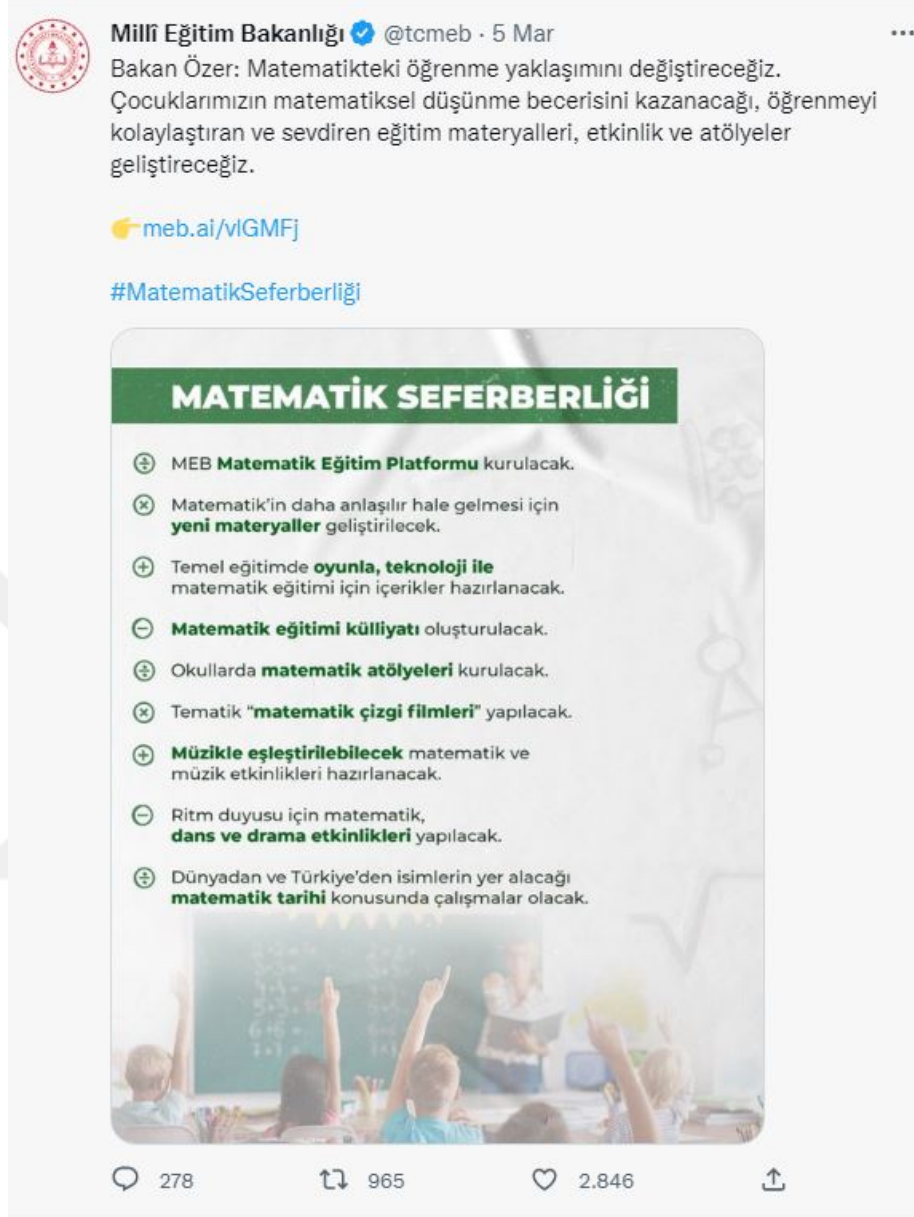 Millî Eğitim Bakanlığı @tcmeb · 5 Mar
Bakan Özer: Matematikteki öğrenme yaklaşımını değiştireceğiz.
Çocuklarımızın matematiksel düşünme becerisini kazanacağı, öğrenmeyi
kolaylaştıran ve sevdiren eğitim materyalleri, etkinlik ve atölyeler
geliştireceğiz.
👉meb.ai/vlGMFj
#MatematikSeferberliği
MATEMATİK SEFERBERLİĞİ
MEB Matematik Eğitim Platformu kurulacak.
Matematik'in daha anlaşılır hale gelmesi için
yeni materyaller geliştirilecek.
Temel eğitimde oyunla, teknoloji ile
matematik eğitimi için içerikler hazırlanacak.
Matematik eğitimi külliyatı oluşturulacak.
Okullarda matematik atölyeleri kurulacak.
Tematik "matematik çizgi filmleri" yapılacak.
Müzikle eşleştirilebilecek matematik ve
müzik etkinlikleri hazırlanacak.
Ritm duyusu için matematik,
dans ve drama etkinlikleri yapılacak.
Dünyadan ve Türkiye'den isimlerin yer alacağı
matematik tarihi konusunda çalışmalar olacak.
278 965 2.846